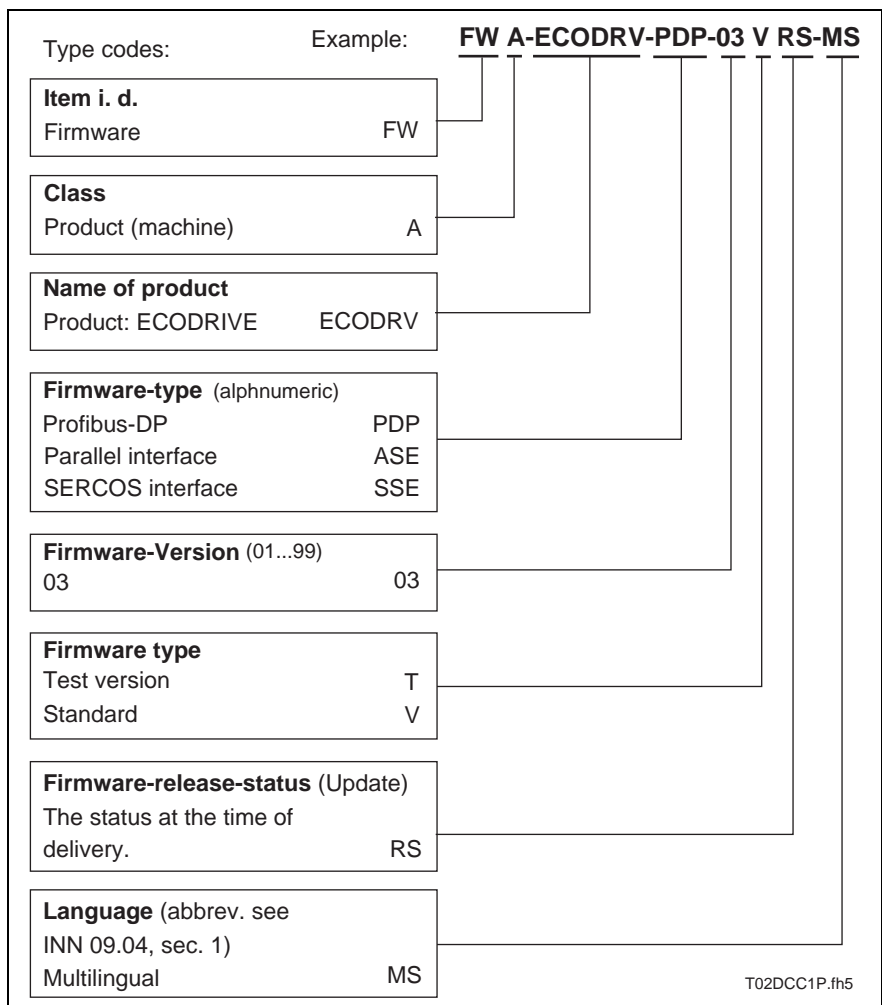 Type codes: Example: FW A-ECODRV-PDP-03 V RS-MS
Item i. d.
Firmware FW
Class
Product (machine) A
Name of product
Product: ECODRIVE ECODRV
Firmware-type (alphnumeric)
Profibus-DP PDP
Parallel interface ASE
SERCOS interface SSE
Firmware-Version (01...99)
03 03
Firmware type
Test version T
Standard V
Firmware-release-status (Update)
The status at the time of
delivery. RS
Language (abbrev. see
INN 09.04, sec. 1)
Multilingual MS
T02DCC1P.fh5